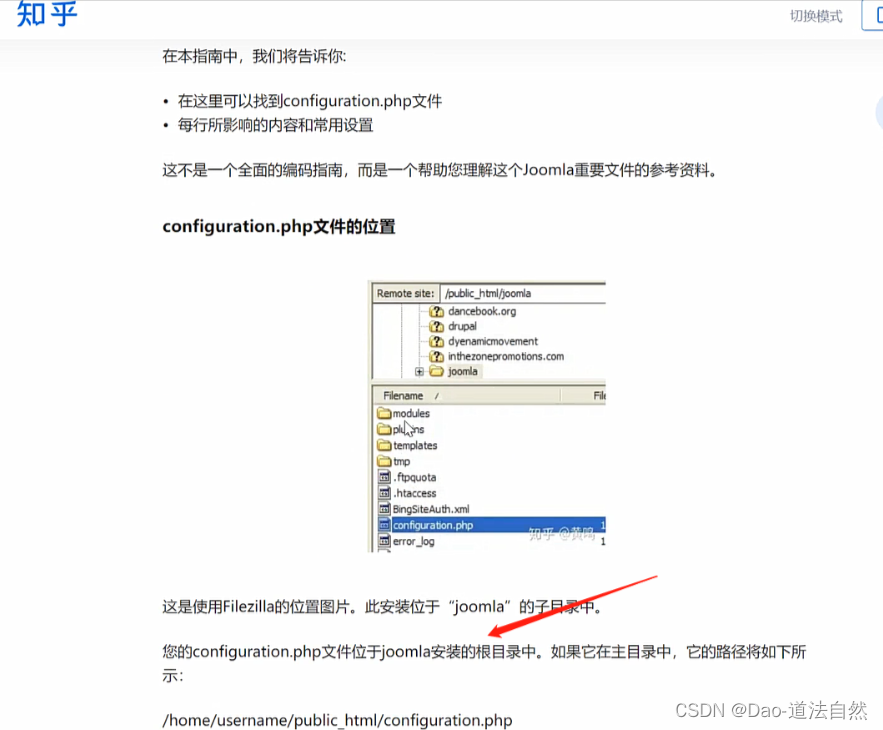 知乎
切换模式
在本指南中，我们将告诉你:
• 在这里可以找到configuration.php文件
• 每行所影响的内容和常用设置
这不是一个全面的编码指南，而是一个帮助您理解这个Joomla重要文件的参考资料。
configuration.php文件的位置
Remote site: /public_html/joomla
dancebook.org
drupal
dyenamicmovement
inthezonepromotions.com
joomla
Filename /
modules
plugins
templates
tmp
.ftpquota
.htaccess
BingSiteAuth.xml
configuration.php 1
知乎 @黄鸣
error_log 1
这是使用Filezilla的位置图片。此安装位于“joomla”的子目录中。
您的configuration.php文件位于joomla安装的根目录中。如果它在主目录中，它的路径将如下所
示：
/home/username/public_html/configuration.php
CSDN @Dao-道法自然